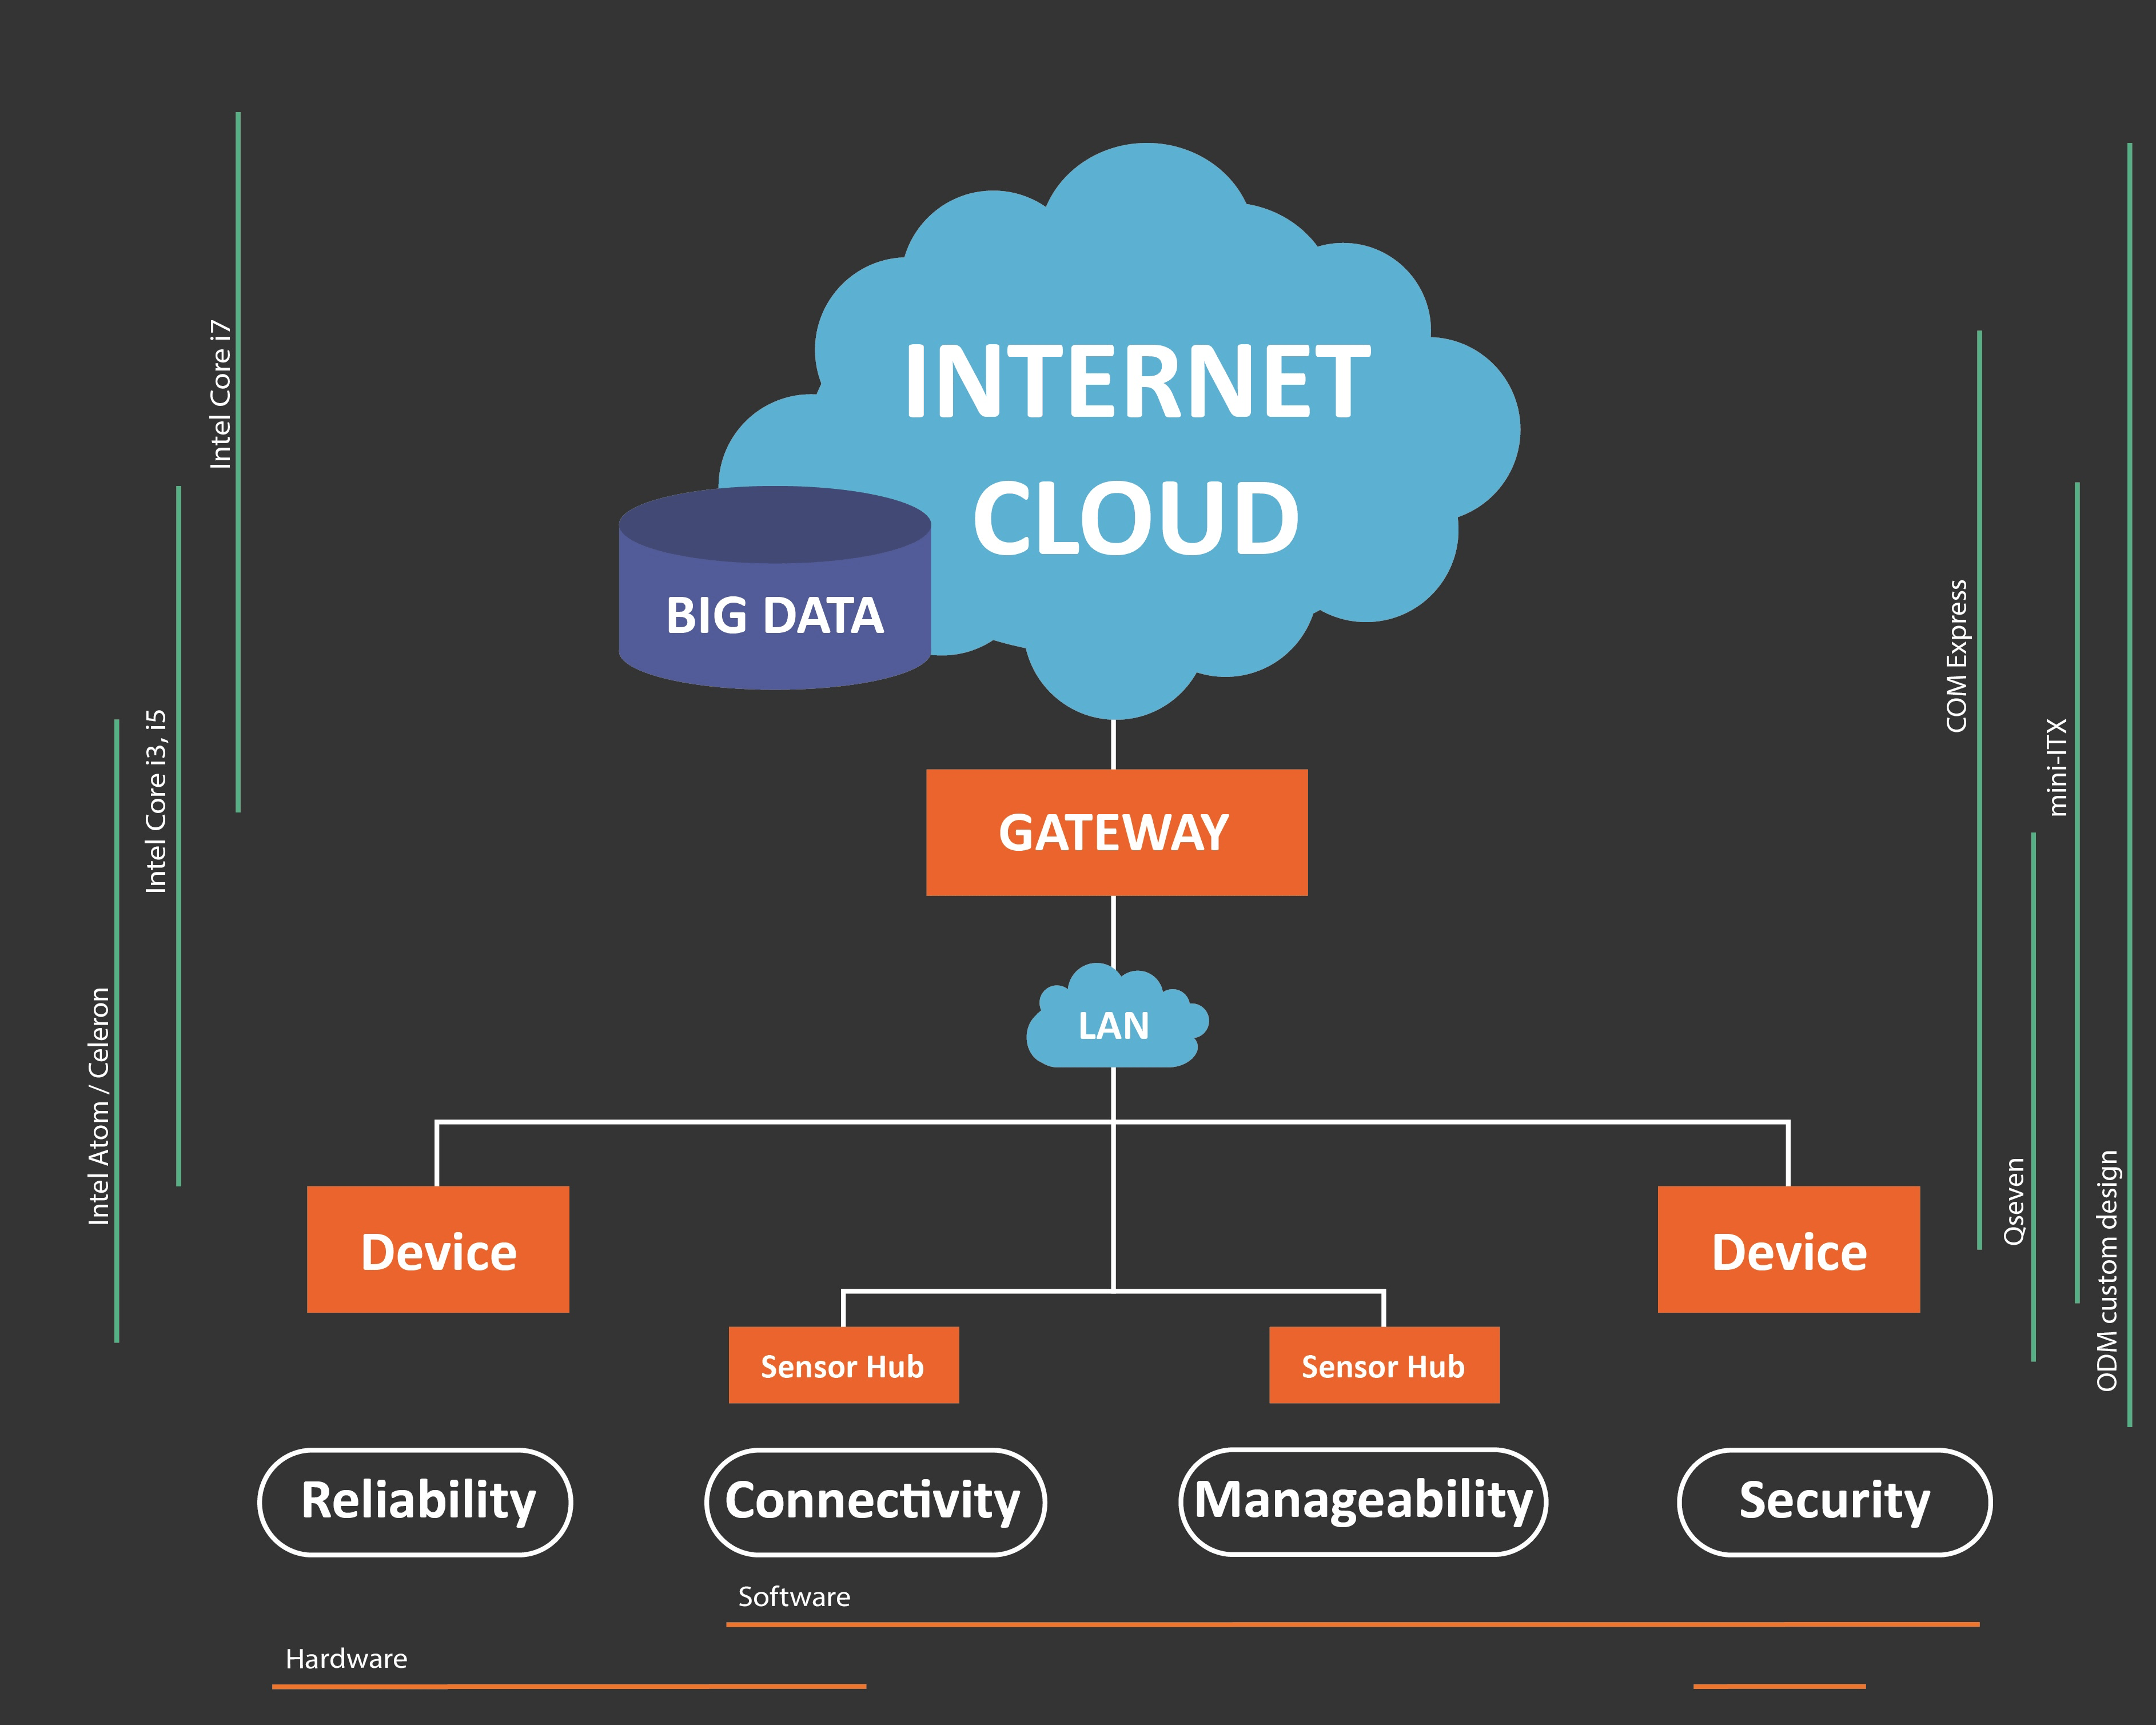 INTERNET
CLOUD
BIG DATA
GATEWAY
LAN
Device
Device
Sensor Hub
Sensor Hub
Intel Core i7
Intel Core i3, i5
Intel Atom / Celeron
COM Express
mini-ITX
Qseven
ODM custom design
Reliability
Connectivity
Manageability
Security
Software
Hardware